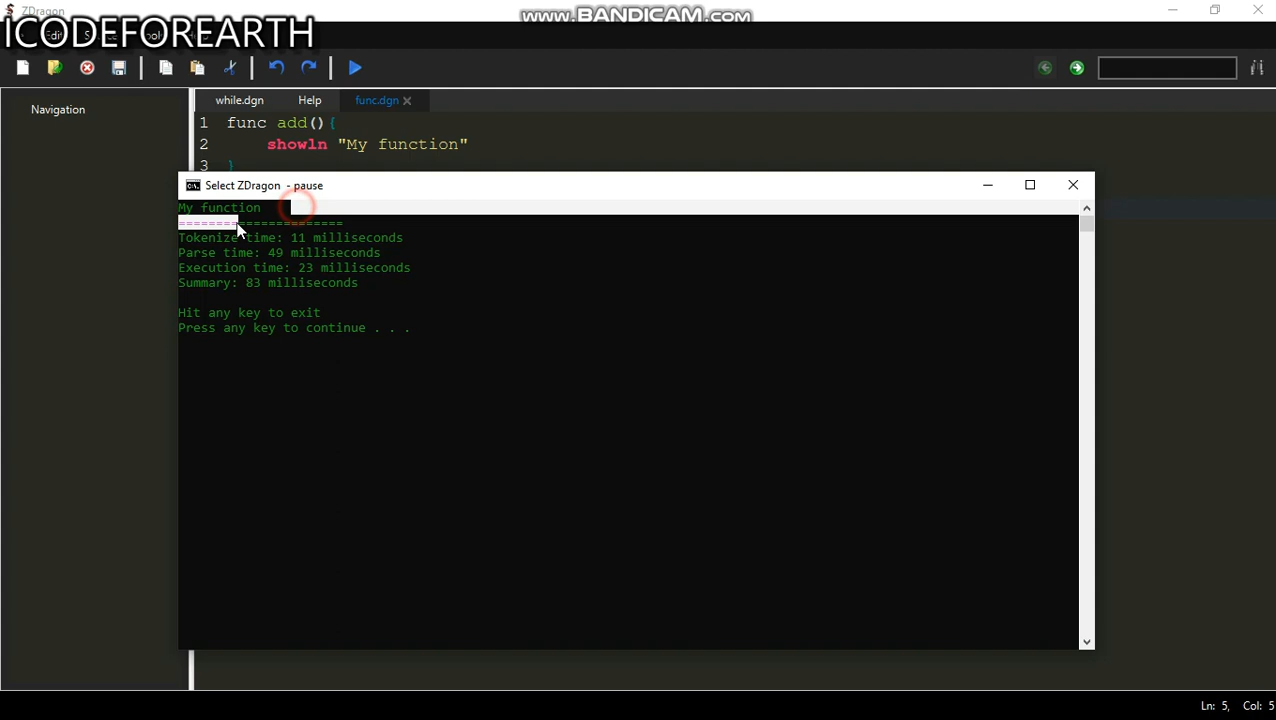 ZDragon
www.BANDICAM.COM
ICODEFOREARTH
Navigation
while.dgn Help func.dgn
1 func add(){
2 showln "My function"
3 }
Select ZDragon - pause
My function
======================
Tokenize time: 11 milliseconds
Parse time: 49 milliseconds
Execution time: 23 milliseconds
Summary: 83 milliseconds
Hit any key to exit
Press any key to continue . . .
Ln: 5, Col: 5